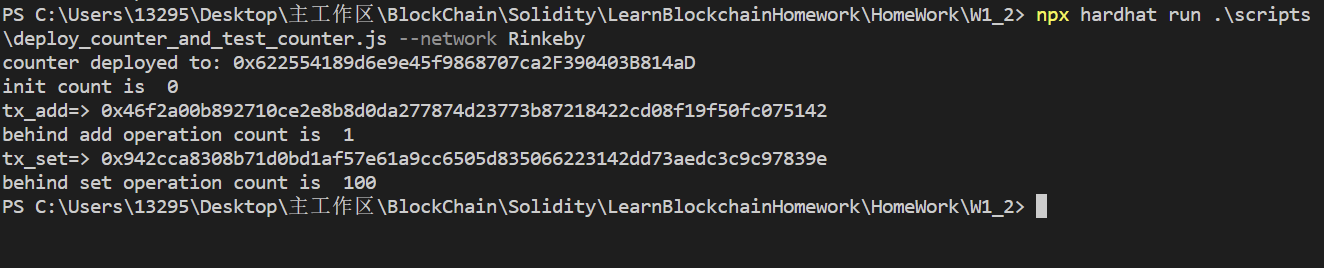 PS C:\Users\13295\Desktop\主工作区\BlockChain\Solidity\LearnBlockchainHomework\HomeWork\W1_2> npx hardhat run .\scripts
\deploy_counter_and_test_counter.js --network Rinkeby
counter deployed to: 0x622554189d6e9e45f9868707ca2F390403B814aD
init count is  0
tx_add=> 0x46f2a00b892710ce2e8b8d0da277874d23773b87218422cd08f19f50fc075142
behind add operation count is  1
tx_set=> 0x942cca8308b71d0bd1af57e61a9cc6505d835066223142dd73aedc3c9c97839e
behind set operation count is  100
PS C:\Users\13295\Desktop\主工作区\BlockChain\Solidity\LearnBlockchainHomework\HomeWork\W1_2>